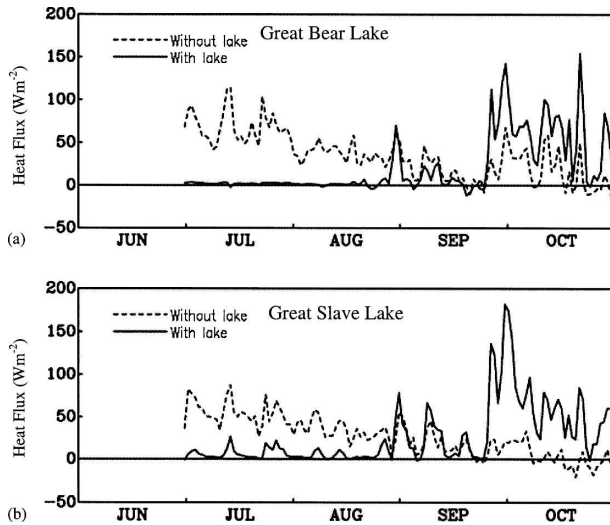 200
150
100
50
0
-50
Heat Flux (Wm-2)
Without lake
With lake
Great Bear Lake
(a)
JUN JUL AUG SEP OCT
200
150
100
50
0
-50
Heat Flux (Wm-2)
Without lake
With lake
Great Slave Lake
(b)
JUN JUL AUG SEP OCT